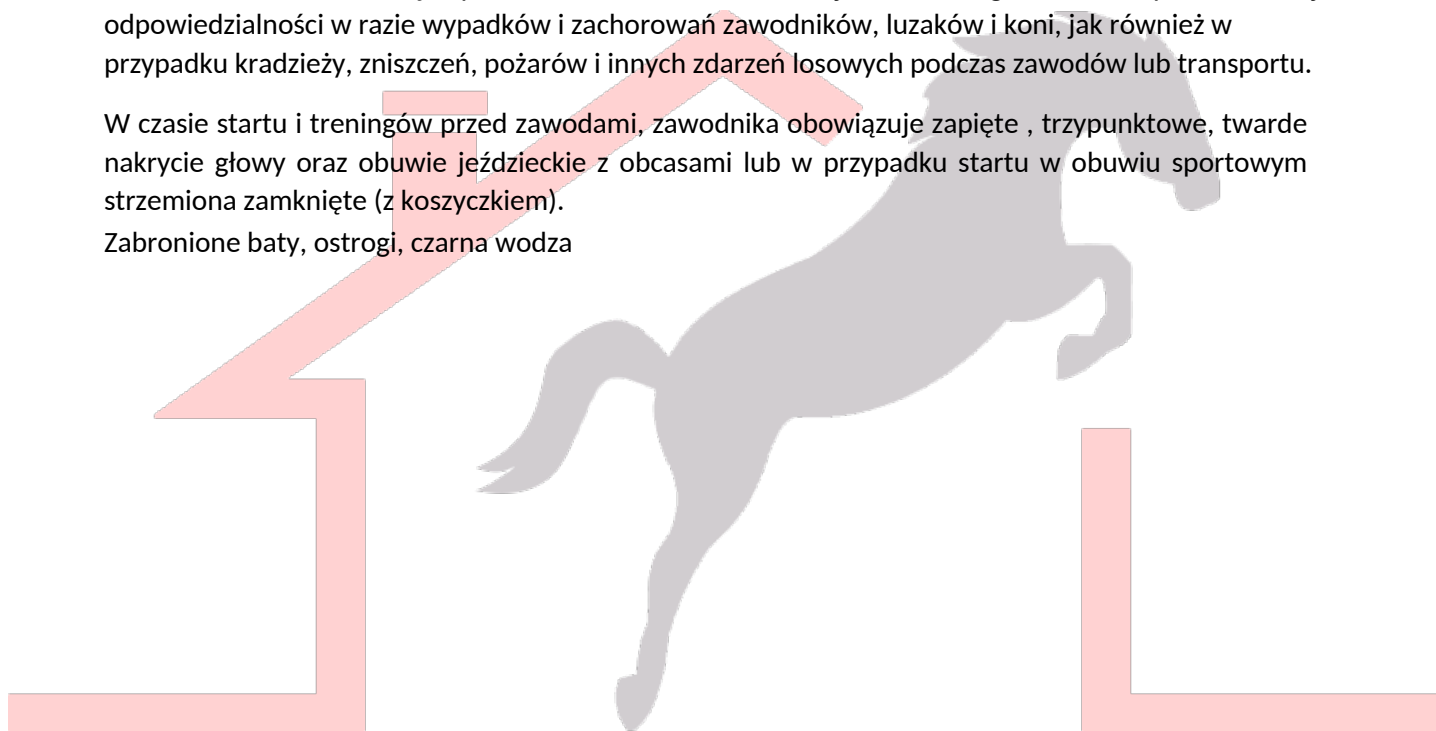 odpowiedzialności w razie wypadków i zachorowań zawodników, luzaków i koni, jak również w
przypadku kradzieży, zniszczeń, pożarów i innych zdarzeń losowych podczas zawodów lub transportu.
W czasie startu i treningów przed zawodami, zawodnika obowiązuje zapięte , trzypunktowe, twarde
nakrycie głowy oraz obuwie jeździeckie z obcasami lub w przypadku startu w obuwiu sportowym
strzemiona zamknięte (z koszyczkiem).
Zabronione baty, ostrogi, czarna wodza